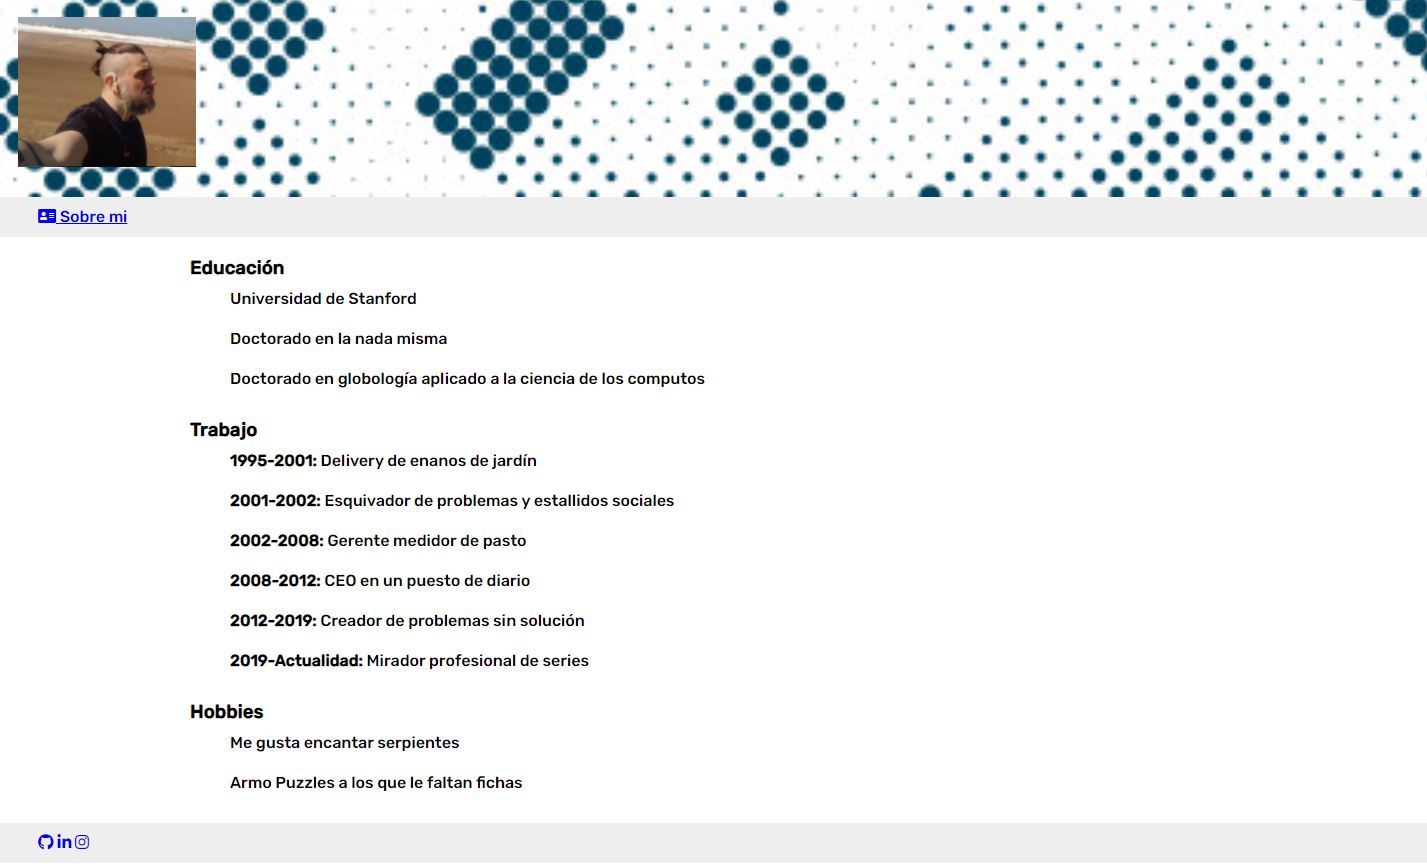 Sobre mi
Educación
Universidad de Stanford
Doctorado en la nada misma
Doctorado en globología aplicado a la ciencia de los computos
Trabajo
1995-2001: Delivery de enanos de jardín
2001-2002: Esquivador de problemas y estallidos sociales
2002-2008: Gerente medidor de pasto
2008-2012: CEO en un puesto de diario
2012-2019: Creador de problemas sin solución
2019-Actualidad: Mirador profesional de series
Hobbies
Me gusta encantar serpientes
Armo Puzzles a los que le faltan fichas
in